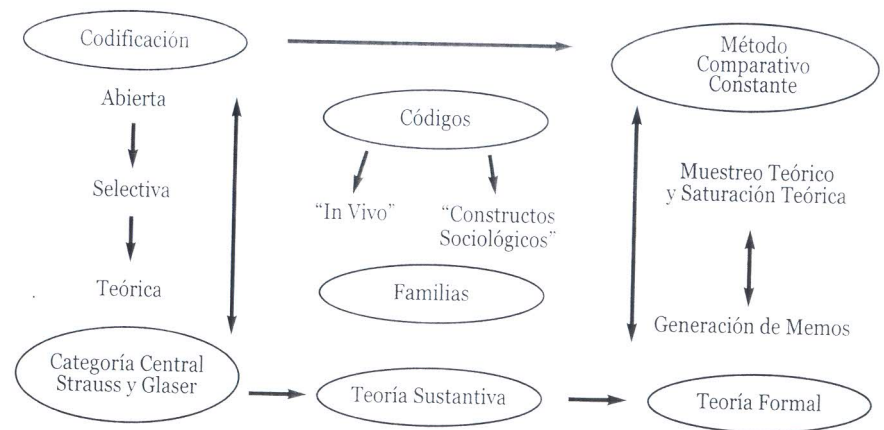 Codificación
Abierta
Selectiva
Teórica
Categoría Central
Strauss y Glaser
Códigos
“In Vivo”
“Constructos
Sociológicos”
Familias
Teoría Sustantiva
Método
Comparativo
Constante
Muestreo Teórico
y Saturación Teórica
Generación de Memos
Teoría Formal